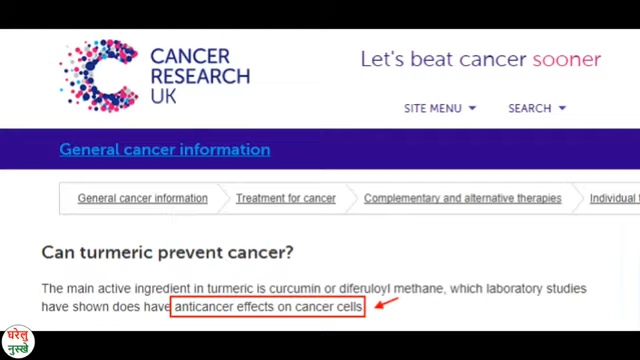 CANCER
RESEARCH
UK
Let's beat cancer sooner
SITE MENU SEARCH
General cancer information
General cancer information Treatment for cancer Complementary and alternative therapies Individual
Can turmeric prevent cancer?
The main active ingredient in turmeric is curcumin or diferuloyl methane, which laboratory studies
have shown does have anticancer effects on cancer cells
घरेलु
नुस्खे